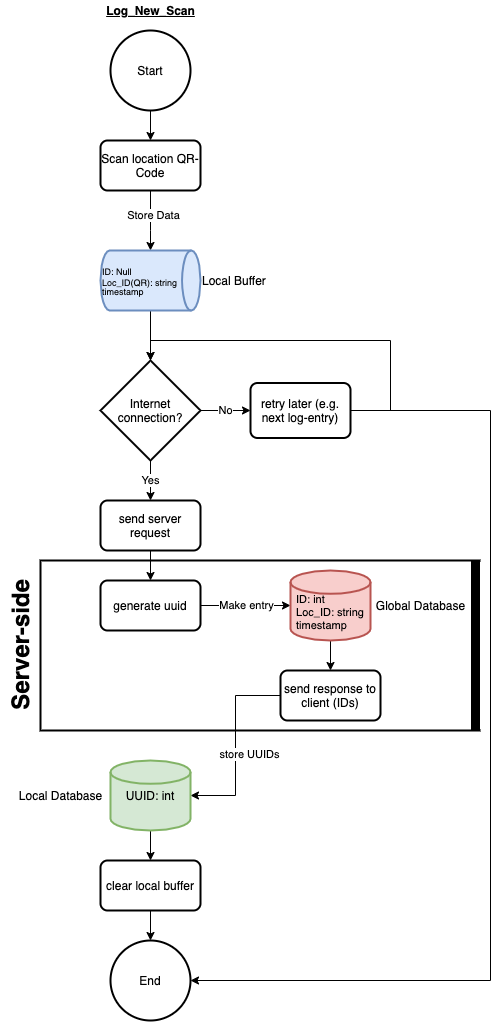 Log_New_Scan
Start
Scan location QR-
Code
Store Data
ID: Null
Loc_ID(QR): string
timestamp
Local Buffer
Internet
connection?
No
retry later (e.g.
next log-entry)
Yes
send server
request
Server-side
generate uuid
Make entry
ID: int
Loc_ID: string
timestamp
Global Database
send response to
client (IDs)
store UUIDs
Local Database
UUID: int
clear local buffer
End